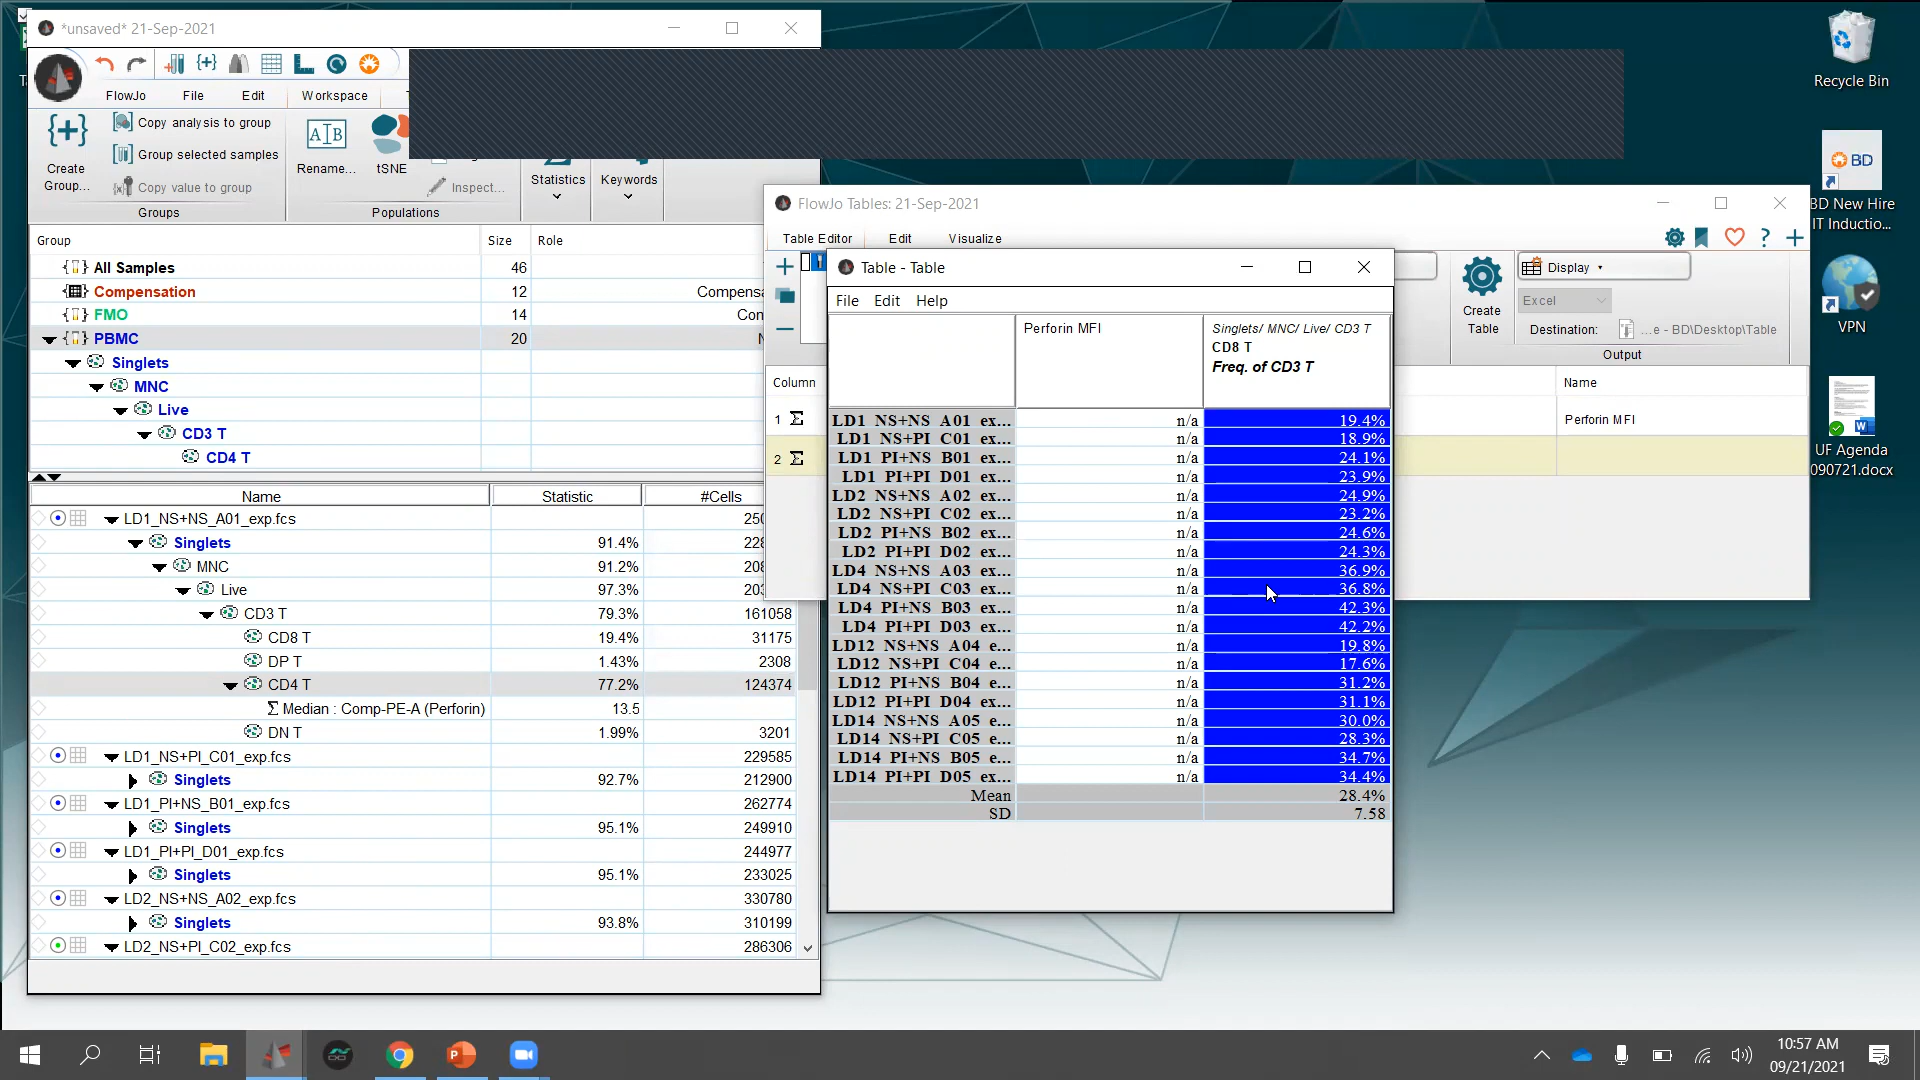 *unsaved* 21-Sep-2021
FlowJo File Edit Workspace
Create Group...
Copy analysis to group
Group selected samples
Copy value to group
Groups
Rename...
tSNE
Inspect...
Populations
Statistics
Keywords
Group Size Role
All Samples 46
Compensation 12 Compensa
FMO 14 Con
PBMC 20 N
Singlets
MNC
Live
CD3 T
CD4 T
Name Statistic #Cells
LD1_NS+NS_A01_exp.fcs 250
Singlets 91.4% 228
MNC 91.2% 208
Live 97.3% 203
CD3 T 79.3% 161058
CD8 T 19.4% 31175
DP T 1.43% 2308
CD4 T 77.2% 124374
Σ Median : Comp-PE-A (Perforin) 13.5
DN T 1.99% 3201
LD1_NS+PI_C01_exp.fcs 229585
Singlets 92.7% 212900
LD1_PI+NS_B01_exp.fcs 262774
Singlets 95.1% 249910
LD1_PI+PI_D01_exp.fcs 244977
Singlets 95.1% 233025
LD2_NS+NS_A02_exp.fcs 330780
Singlets 93.8% 310199
LD2_NS+PI_C02_exp.fcs 286306
FlowJo Tables: 21-Sep-2021
Table Editor Edit Visualize
Create Table
Display
Excel
Destination: ...e - BD\Desktop\Table
Output
Column Name
1 Σ Perforin MFI
2 Σ
Table - Table
File Edit Help
Perforin MFI
Singlets/ MNC/ Live/ CD3 T
CD8 T
Freq. of CD3 T
LD1 NS+NS A01 ex... n/a 19.4%
LD1 NS+PI C01 ex... n/a 18.9%
LD1 PI+NS B01 ex... n/a 24.1%
LD1 PI+PI D01 ex... n/a 23.9%
LD2 NS+NS A02 ex... n/a 24.9%
LD2 NS+PI C02 ex... n/a 23.2%
LD2 PI+NS B02 ex... n/a 24.6%
LD2 PI+PI D02 ex... n/a 24.3%
LD4 NS+NS A03 ex... n/a 36.9%
LD4 NS+PI C03 ex... n/a 36.8%
LD4 PI+NS B03 ex... n/a 42.3%
LD4 PI+PI D03 ex... n/a 42.2%
LD12 NS+NS A04 e... n/a 19.8%
LD12 NS+PI C04 e... n/a 17.6%
LD12 PI+NS B04 e... n/a 31.2%
LD12 PI+PI D04 e... n/a 31.1%
LD14 NS+NS A05 e... n/a 30.0%
LD14 NS+PI C05 e... n/a 28.3%
LD14 PI+NS B05 e... n/a 34.7%
LD14 PI+PI D05 ex... n/a 34.4%
Mean 28.4%
SD 7.58
Recycle Bin
BD
BD New Hire
IT Inductio...
VPN
UF Agenda
090721.docx
10:57 AM
09/21/2021